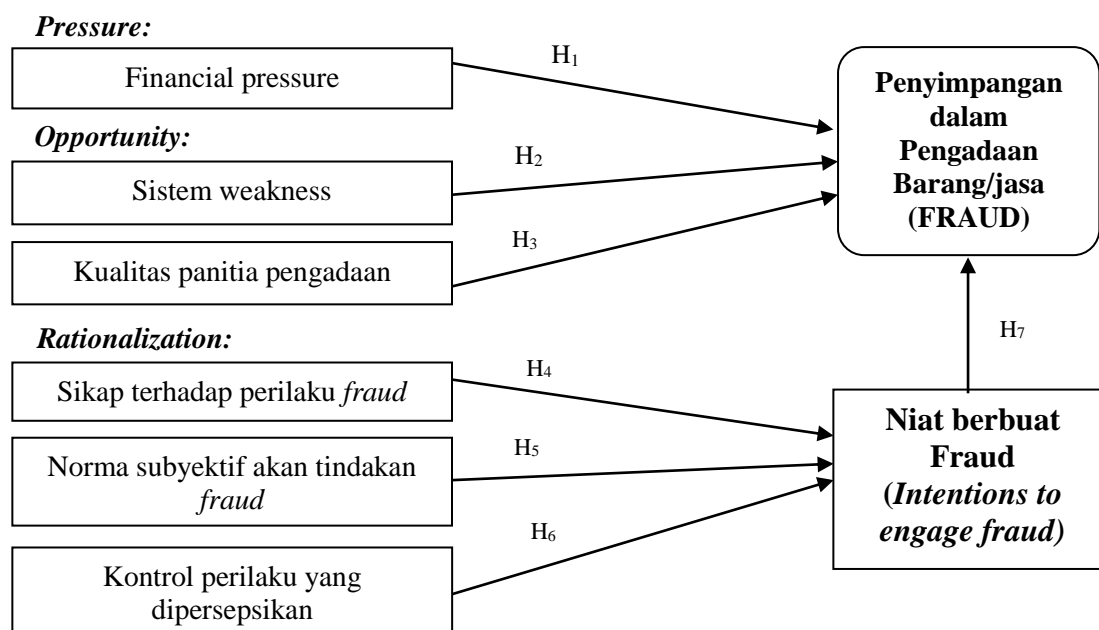 Pressure:
Financial pressure
H1
Opportunity:
Sistem weakness
H2
Kualitas panitia pengadaan
H3
Penyimpangan
dalam
Pengadaan
Barang/jasa
(FRAUD)
Rationalization:
Sikap terhadap perilaku fraud
H4
Norma subyektif akan tindakan
fraud
H5
Kontrol perilaku yang
dipersepsikan
H6
H7
Niat berbuat
Fraud
(Intentions to
engage fraud)